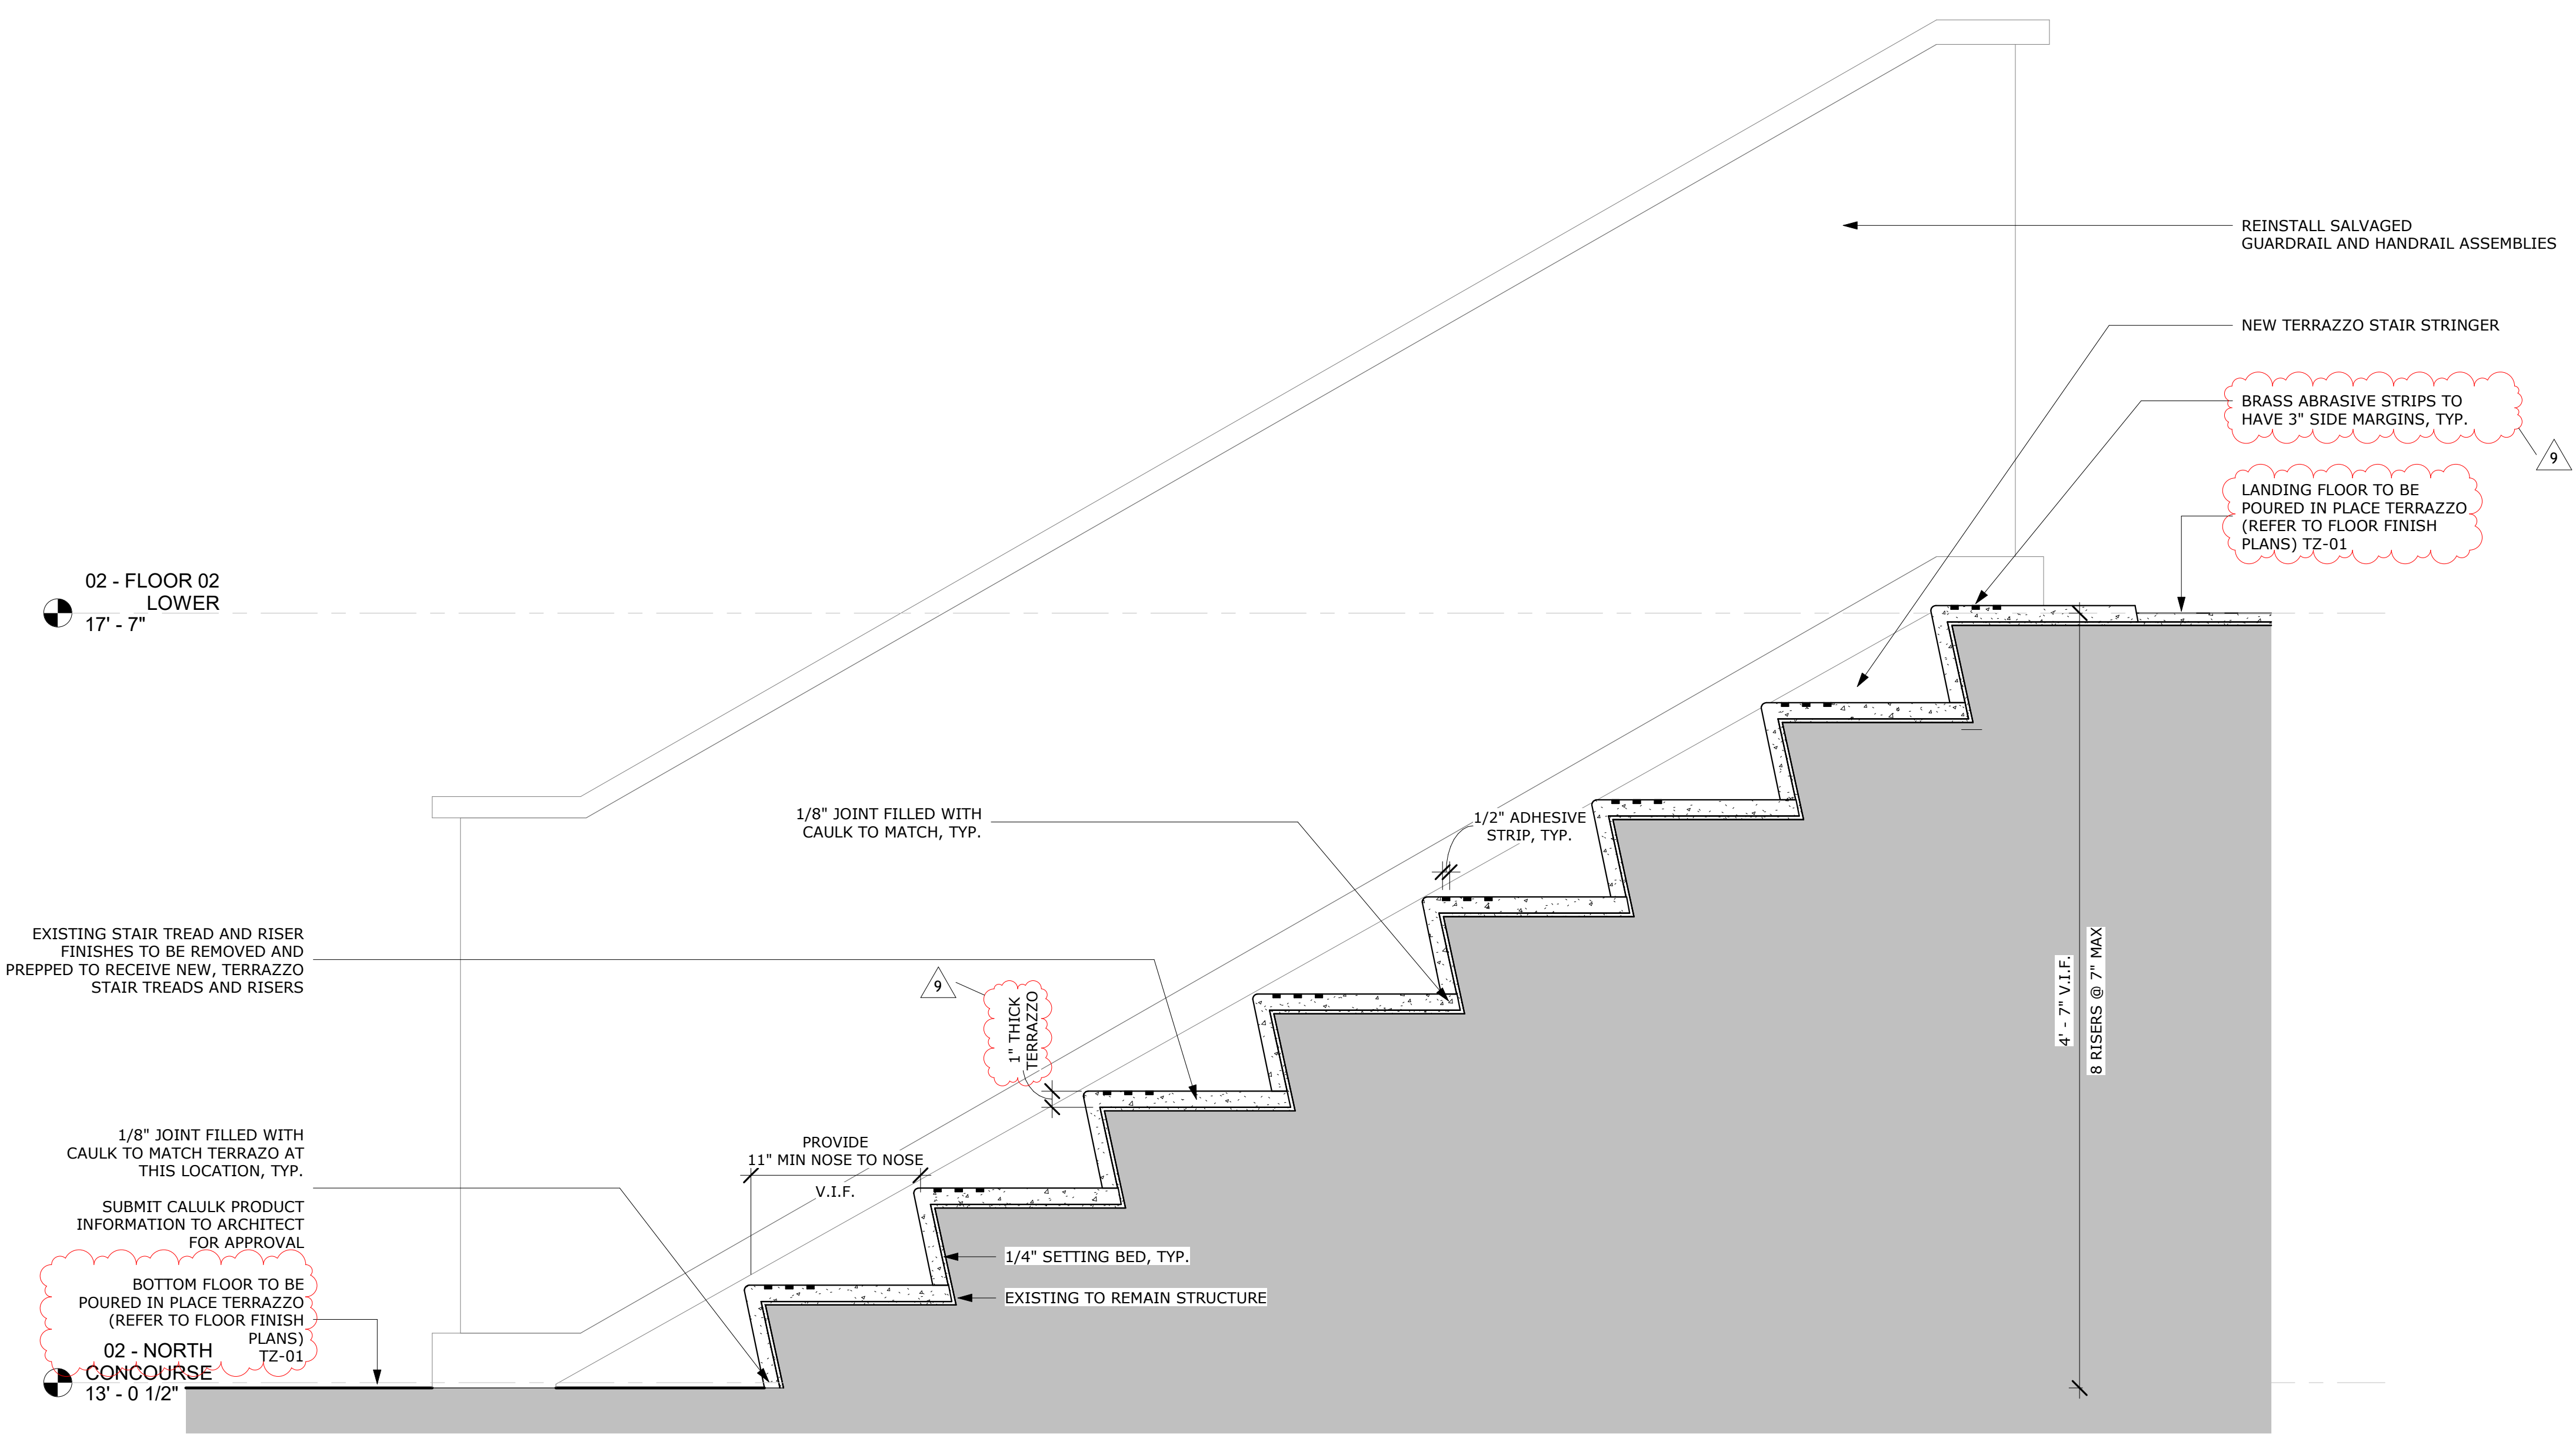 REINSTALL SALVAGED
GUARDRAIL AND HANDRAIL ASSEMBLIES
NEW TERRAZZO STAIR STRINGER
BRASS ABRASIVE STRIPS TO
HAVE 3" SIDE MARGINS, TYP.
9
LANDING FLOOR TO BE
POURED IN PLACE TERRAZZO
(REFER TO FLOOR FINISH
PLANS) TZ-01
02 - FLOOR 02
LOWER
17' - 7"
1/8" JOINT FILLED WITH
CAULK TO MATCH, TYP.
1/2" ADHESIVE
STRIP, TYP.
EXISTING STAIR TREAD AND RISER
FINISHES TO BE REMOVED AND
PREPPED TO RECEIVE NEW, TERRAZZO
STAIR TREADS AND RISERS
9
1" THICK
TERRAZZO
4' - 7" V.I.F.
8 RISERS @ 7" MAX
1/8" JOINT FILLED WITH
CAULK TO MATCH TERRAZO AT
THIS LOCATION, TYP.
SUBMIT CALULK PRODUCT
INFORMATION TO ARCHITECT
FOR APPROVAL
PROVIDE
11" MIN NOSE TO NOSE
V.I.F.
1/4" SETTING BED, TYP.
EXISTING TO REMAIN STRUCTURE
BOTTOM FLOOR TO BE
POURED IN PLACE TERRAZZO
(REFER TO FLOOR FINISH
PLANS)
TZ-01
02 - NORTH
CONCOURSE
13' - 0 1/2"